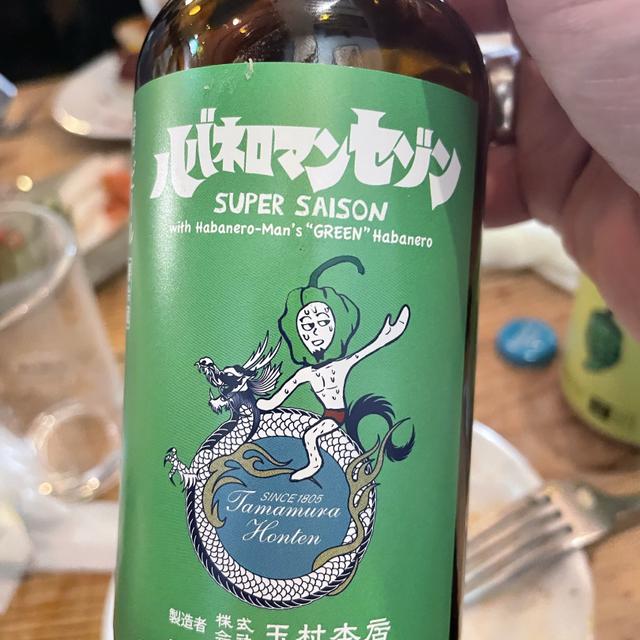 ハバネロマンセゾン
SUPER SAISON
with Habanero-Man's "GREEN" Habanero
SINCE 1805
Tamamura
Honten
製造者 株式会社 玉村本店